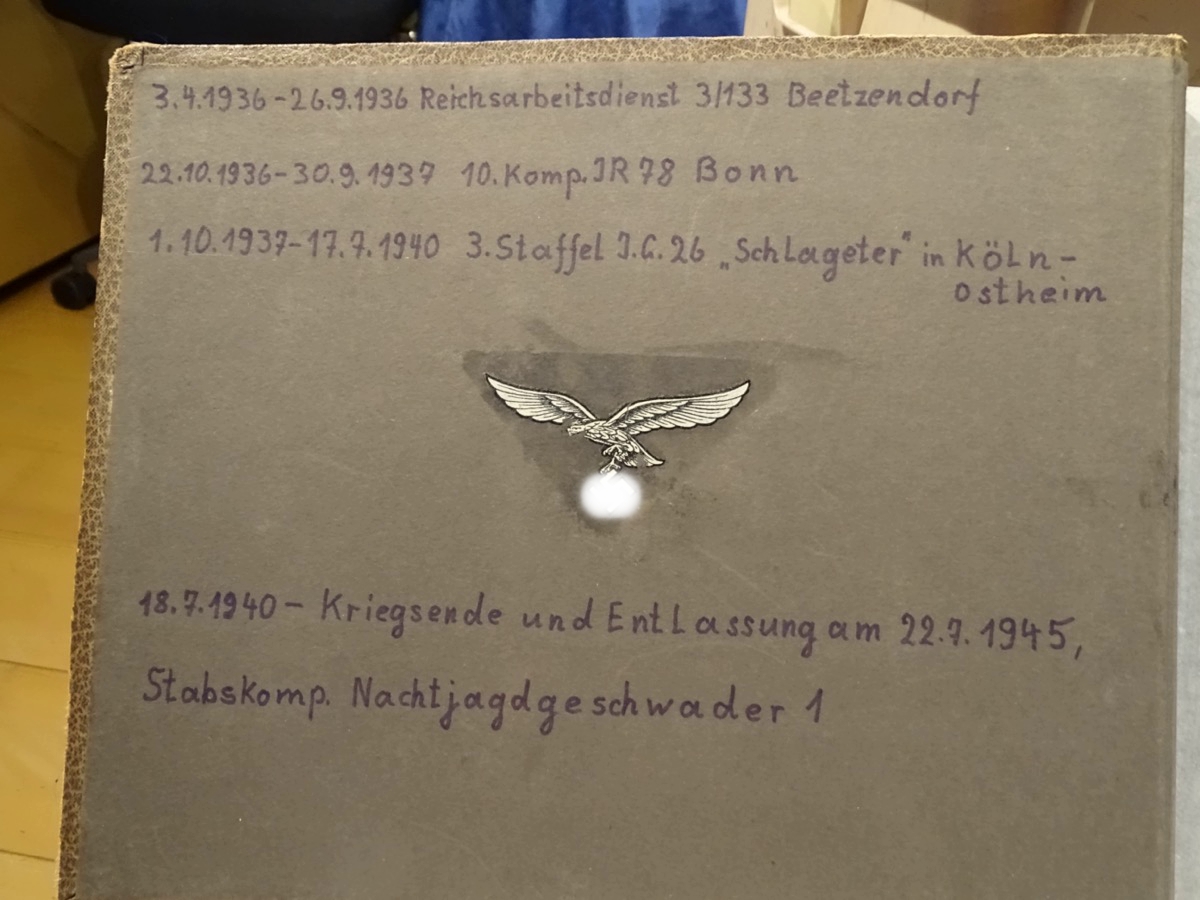 3.4.1936-26.9.1936 Reichsarbeitsdienst 3/133 Beetzendorf
22.10.1936-30.9.1937 10.Komp.IR 78 Bonn
1.10.1937-17.7.1940 3.Staffel J.G.26 „Schlageter" in Köln-
Ostheim
18.7.1940- Kriegsende und Entlassung am 22.7.1945,
Stabskomp. Nachtjagdgeschwader 1